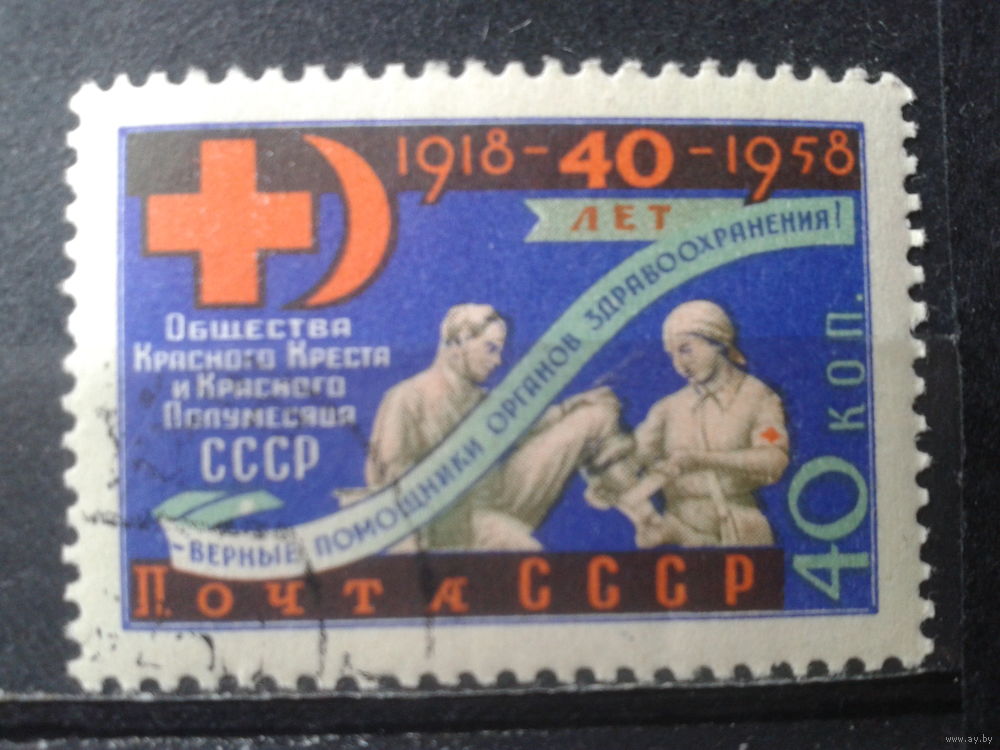 1918 - 40 - 1958
ЛЕТ
Общества
Красного Креста
и Красного
Полумесяца
СССР
- ВЕРНЫЕ ПОМОЩНИКИ ОРГАНОВ ЗДРАВООХРАНЕНИЯ!
40 коп.
Почта СССР
www.ay.by